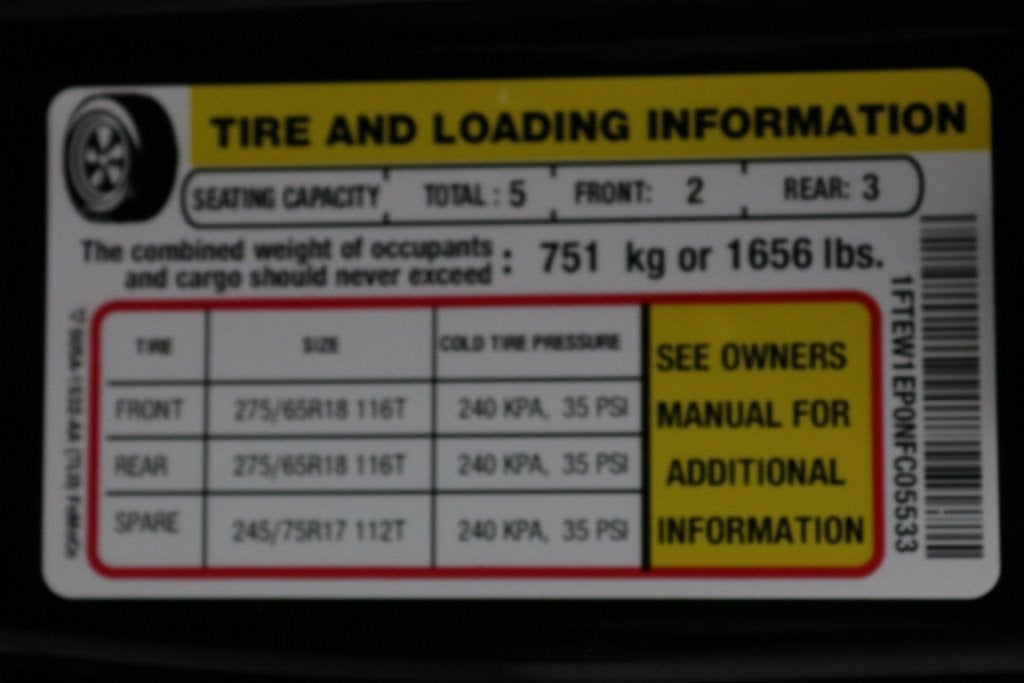 TIRE AND LOADING INFORMATION
SEATING CAPACITY TOTAL : 5 FRONT: 2 REAR: 3
The combined weight of occupants
and cargo should never exceed : 751 kg or 1656 lbs.
TIRE SIZE COLD TIRE PRESSURE
FRONT 275/65R18 116T 240 KPA, 35 PSI
REAR 275/65R18 116T 240 KPA, 35 PSI
SPARE 245/75R17 112T 240 KPA, 35 PSI
SEE OWNERS
MANUAL FOR
ADDITIONAL
INFORMATION
1FTEW1EP0NFC05533